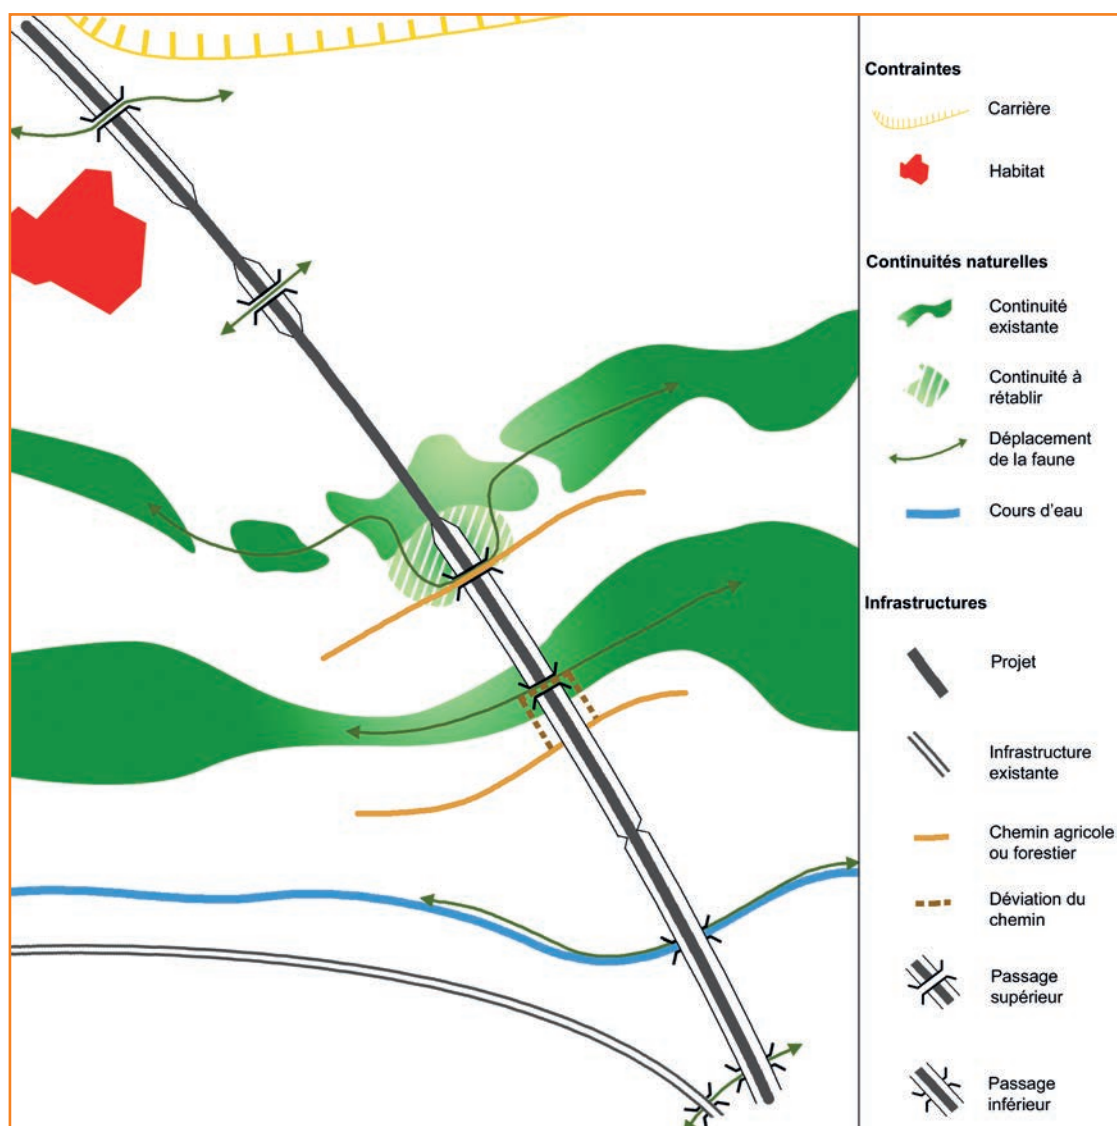 Contraintes
Carrière
Habitat
Continuités naturelles
Continuité
existante
Continuité à
rétablir
Déplacement
de la faune
Cours d'eau
Infrastructures
Projet
Infrastructure
existante
Chemin agricole
ou forestier
Déviation du
chemin
Passage
supérieur
Passage
inférieur